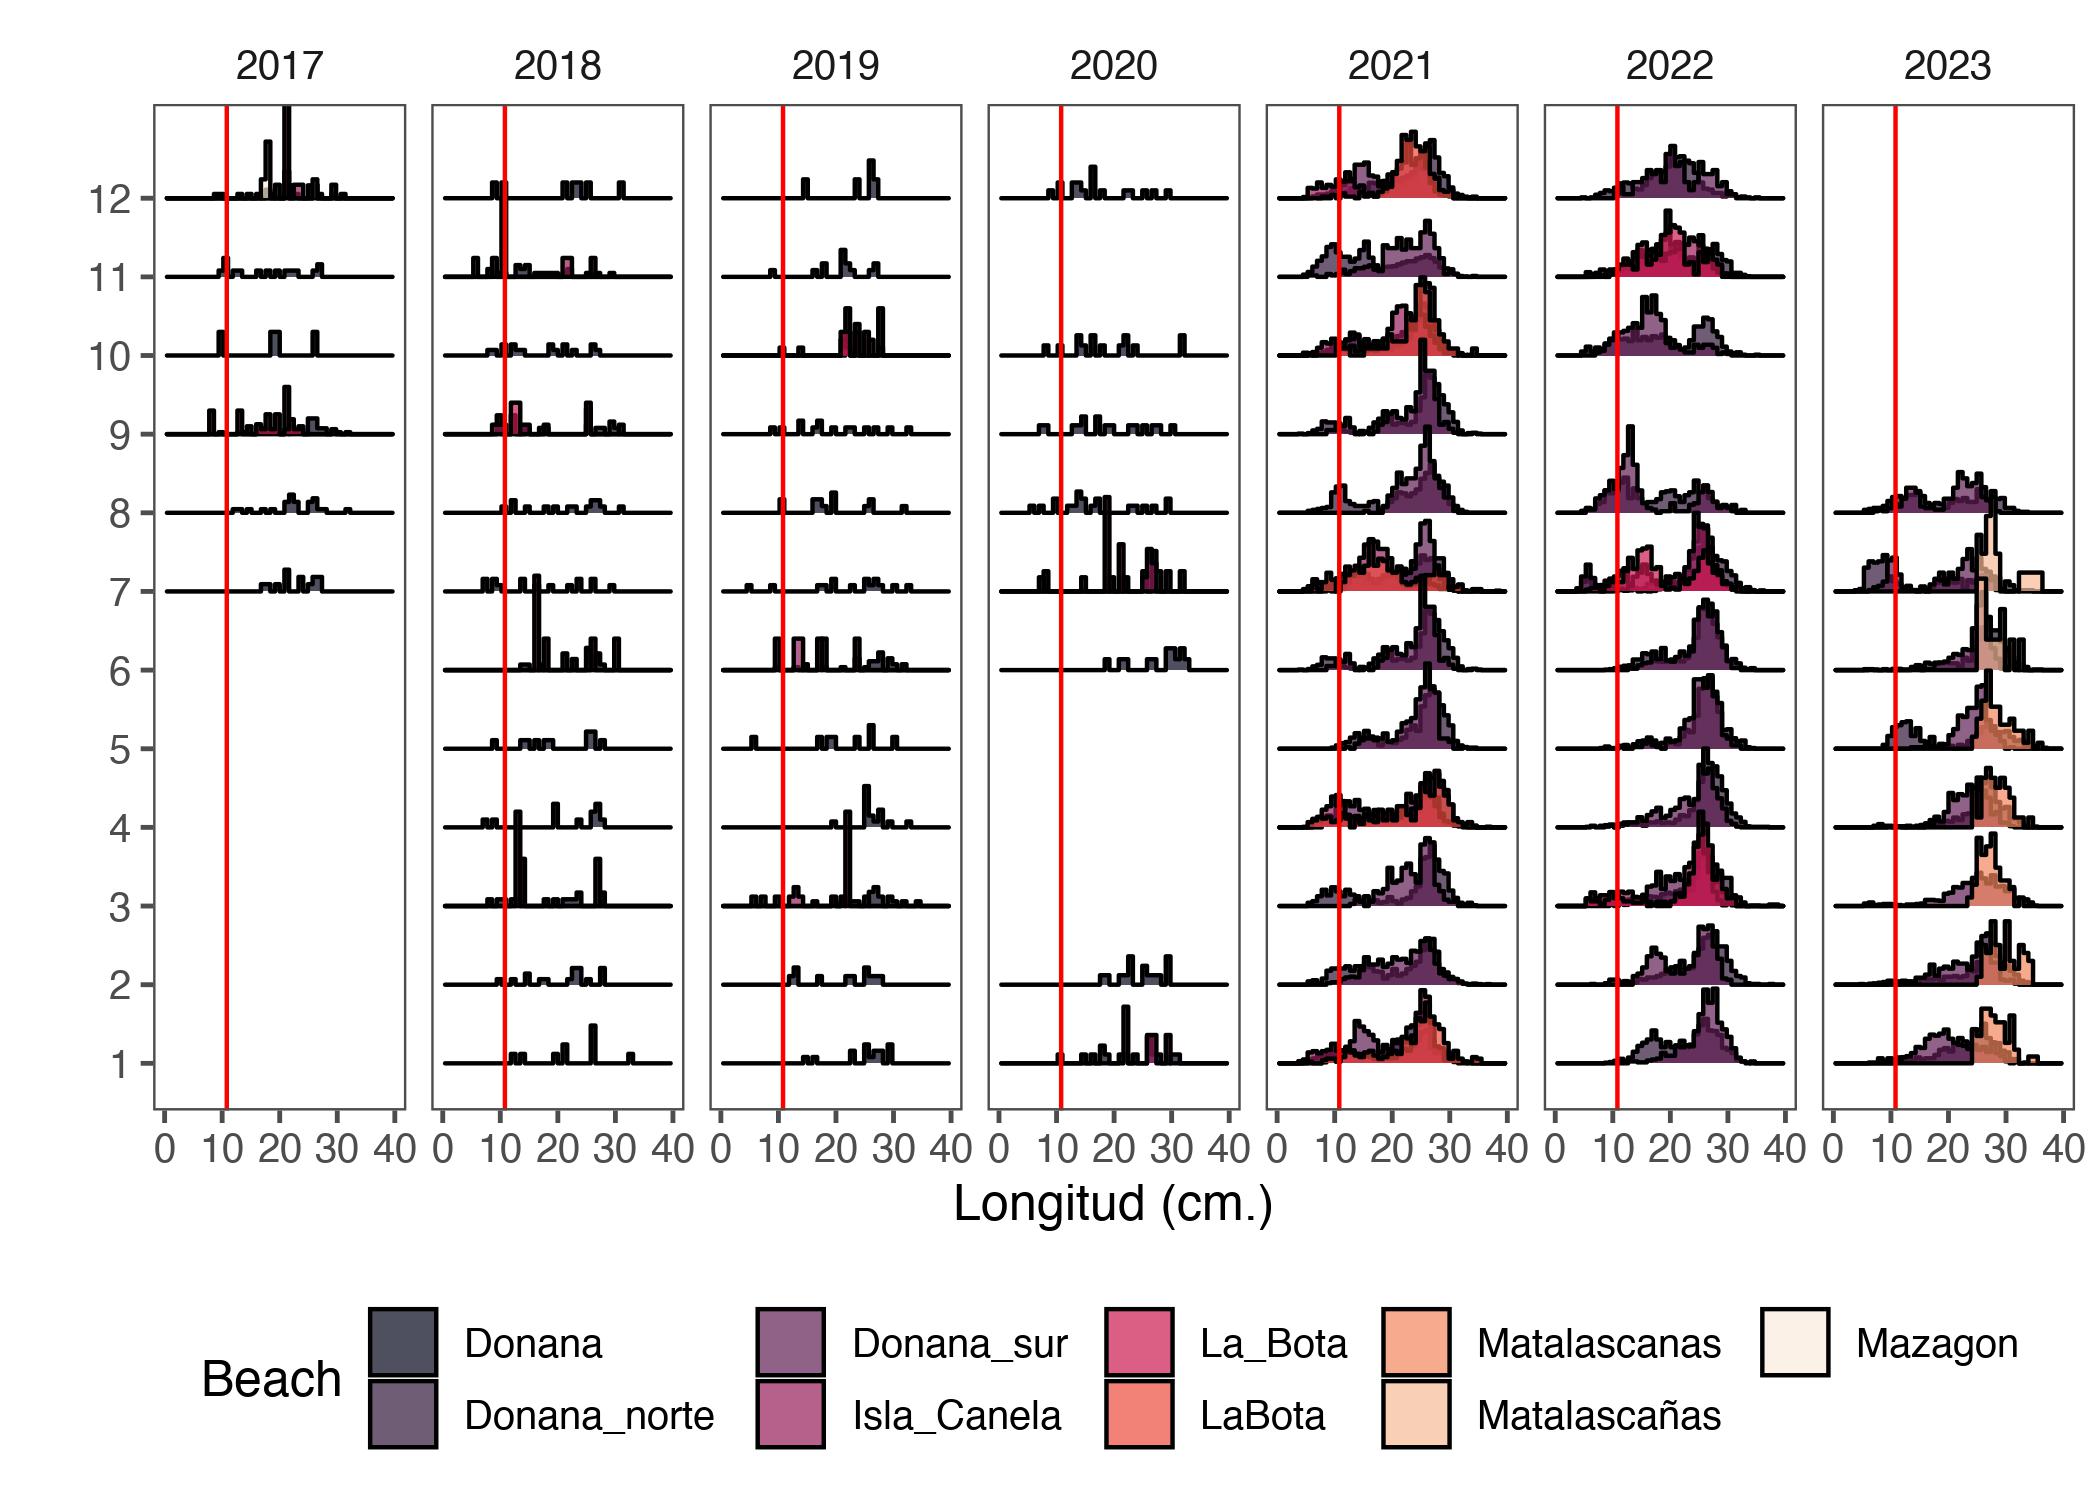 2017 2018 2019 2020 2021 2022 2023
12
11
10
9
8
7
6
5
4
3
2
1
0 10 20 30 40 0 10 20 30 40 0 10 20 30 40 0 10 20 30 40 0 10 20 30 40 0 10 20 30 40 0 10 20 30 40
Longitud (cm.)
Beach
Donana Donana_sur La_Bota Matalascanas Mazagon
Donana_norte Isla_Canela LaBota Matalascañas